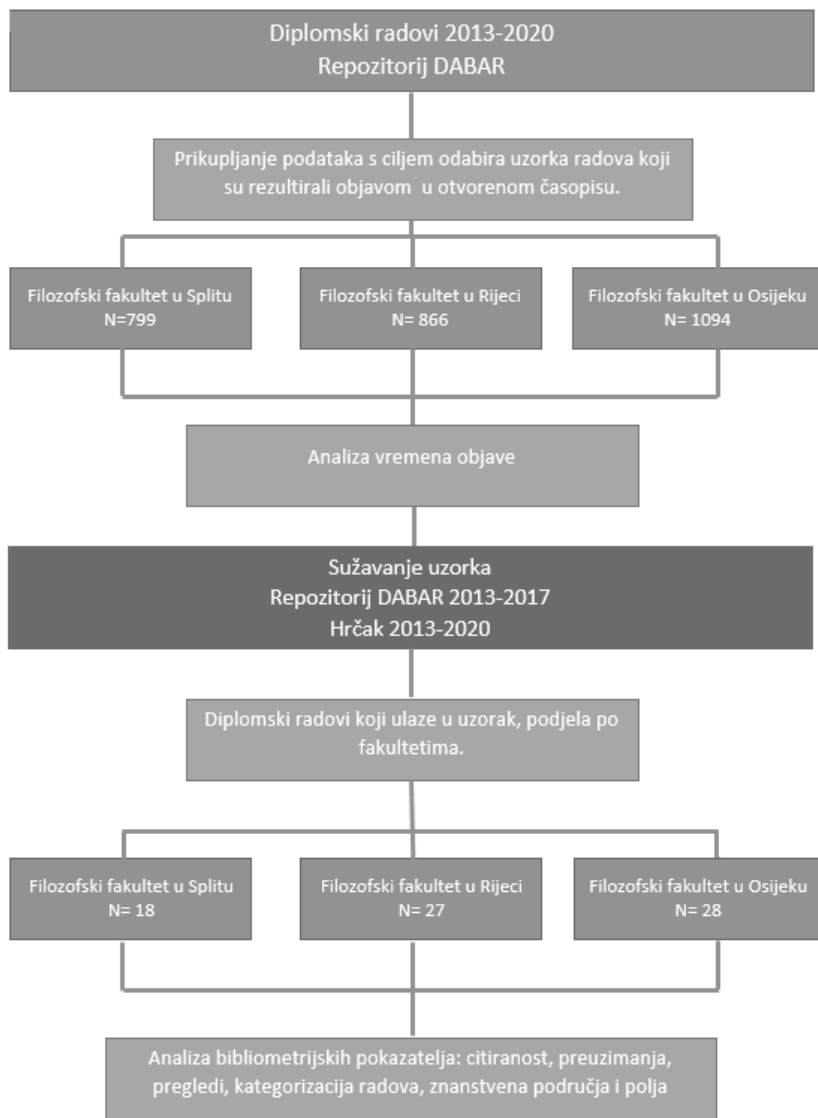 Diplomski radovi 2013-2020
Repozitorij DABAR
Prikupljanje podataka s ciljem odabira uzorka radova koji
su rezultirali objavom u otvorenom časopisu.
Filozofski fakultet u Splitu
N=799
Filozofski fakultet u Rijeci
N= 866
Filozofski fakultet u Osijeku
N= 1094
Analiza vremena objave
Sužavanje uzorka
Repozitorij DABAR 2013-2017
Hrčak 2013-2020
Diplomski radovi koji ulaze u uzorak, podjela po
fakultetima.
Filozofski fakultet u Splitu
N= 18
Filozofski fakultet u Rijeci
N= 27
Filozofski fakultet u Osijeku
N= 28
Analiza bibliometrijskih pokazatelja: citiranost, preuzimanja,
pregledi, kategorizacija radova, znanstvena područja i polja